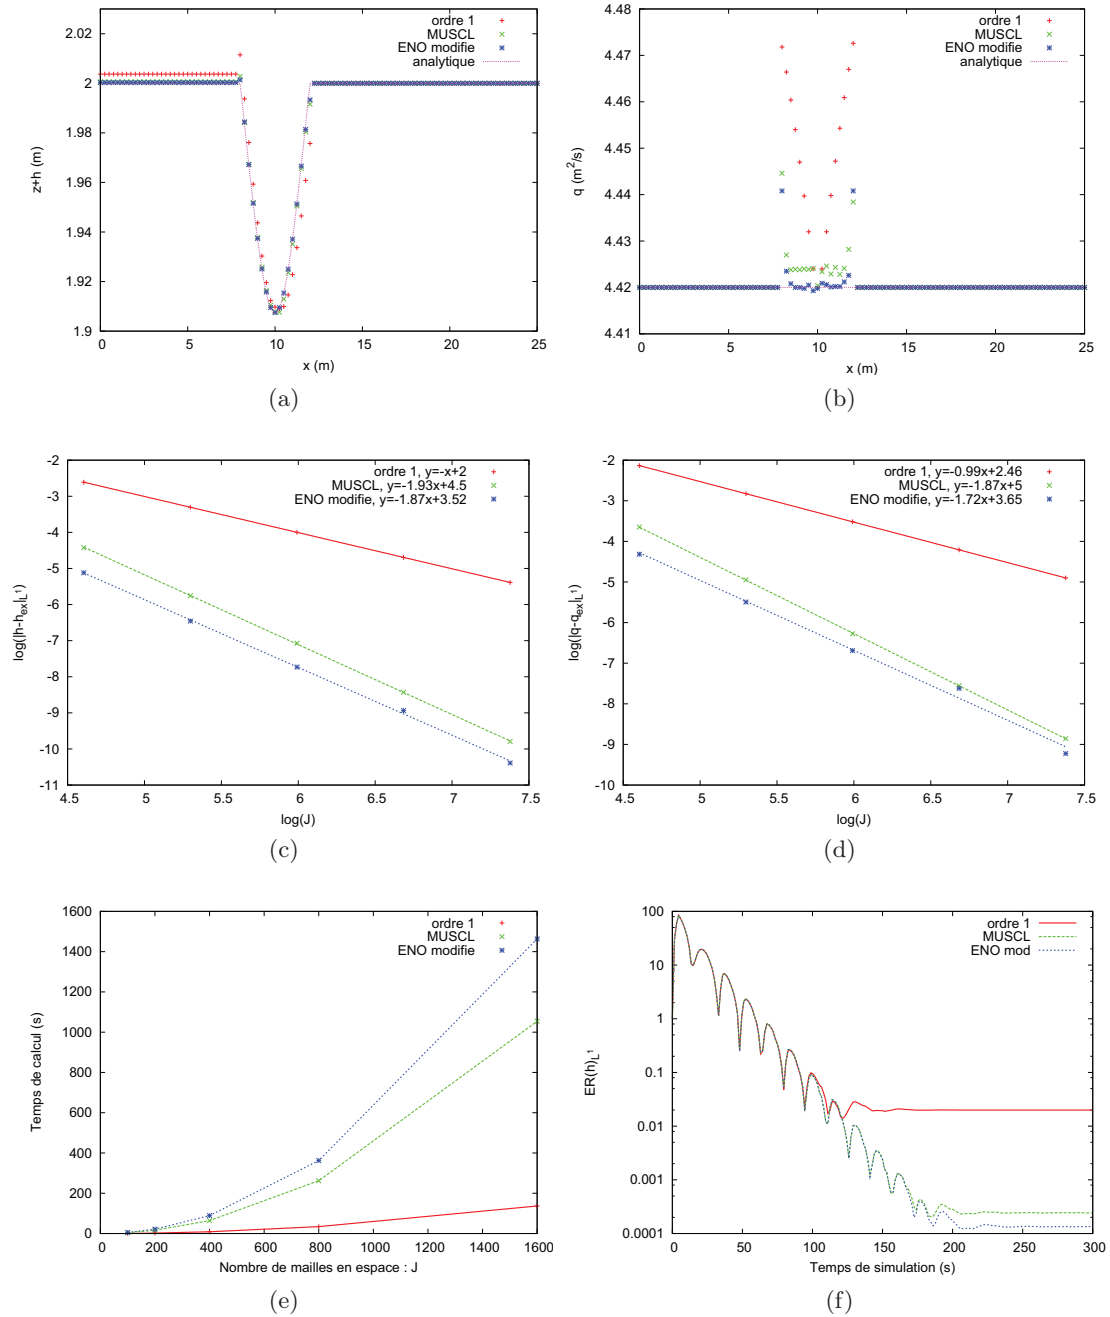 ordre 1
MUSCL
ENO modifie
analytique
2.02
2
1.98
1.96
1.94
1.92
1.9
z+h (m)
0 5 10 15 20 25
x (m)
(a)
ordre 1
MUSCL
ENO modifie
analytique
4.48
4.47
4.46
4.45
4.44
4.43
4.42
4.41
q (m²/s)
0 5 10 15 20 25
x (m)
(b)
ordre 1, y=-x+2
MUSCL, y=-1.93x+4.5
ENO modifie, y=-1.87x+3.52
-2
-3
-4
-5
-6
-7
-8
-9
-10
-11
log(|h-h_ex|_L¹)
4.5 5 5.5 6 6.5 7 7.5
log(J)
(c)
ordre 1, y=-0.99x+2.46
MUSCL, y=-1.87x+5
ENO modifie, y=-1.72x+3.65
-2
-3
-4
-5
-6
-7
-8
-9
-10
log(|q-q_ex|_L¹)
4.5 5 5.5 6 6.5 7 7.5
log(J)
(d)
ordre 1
MUSCL
ENO modifie
1600
1400
1200
1000
800
600
400
200
0
Temps de calcul (s)
0 200 400 600 800 1000 1200 1400 1600
Nombre de mailles en espace : J
(e)
ordre 1
MUSCL
ENO mod
100
10
1
0.1
0.01
0.001
0.0001
ER(h)_L¹
0 50 100 150 200 250 300
Temps de simulation (s)
(f)